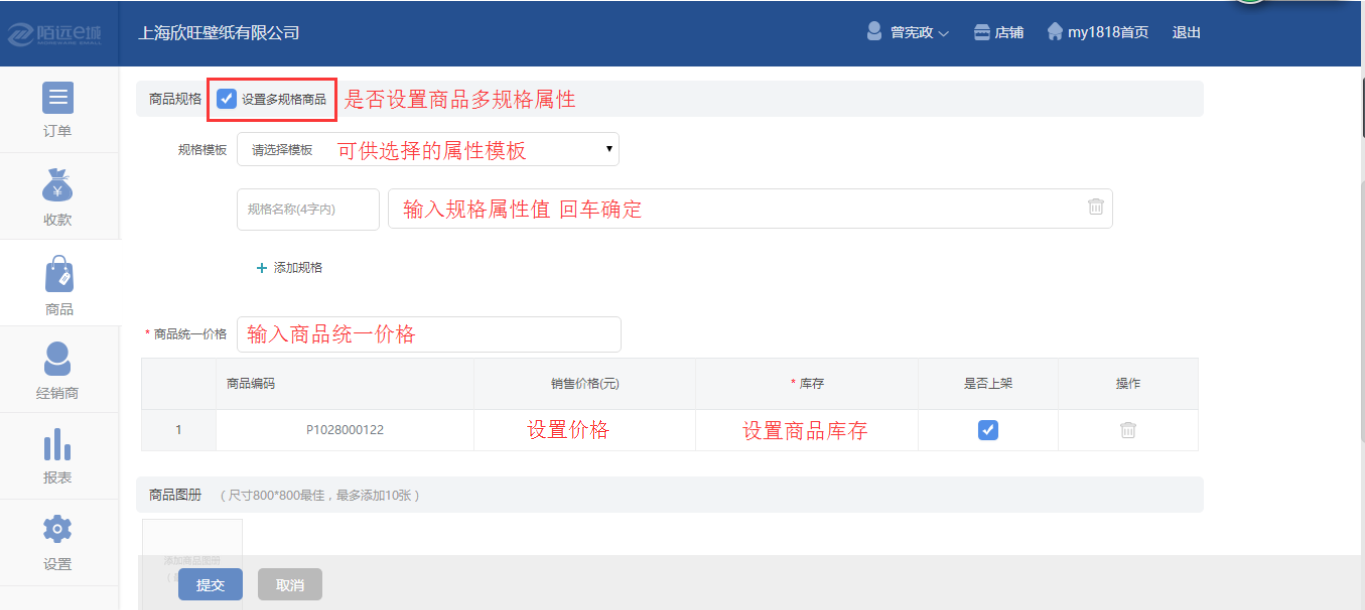 陌远e城 上海欣旺壁纸有限公司 曾宪政 店铺 my1818首页 退出
订单
收款
商品
经销商
报表
设置
商品规格 设置多规格商品 是否设置商品多规格属性
规格模板 请选择模板 可供选择的属性模板
规格名称(4字内) 输入规格属性值 回车确定
+ 添加规格
* 商品统一价格 输入商品统一价格
商品编码 销售价格(元) * 库存 是否上架 操作
1 P1028000122 设置价格 设置商品库存
商品图册 (尺寸800*800最佳，最多添加10张)
添加商品图册
提交 取消